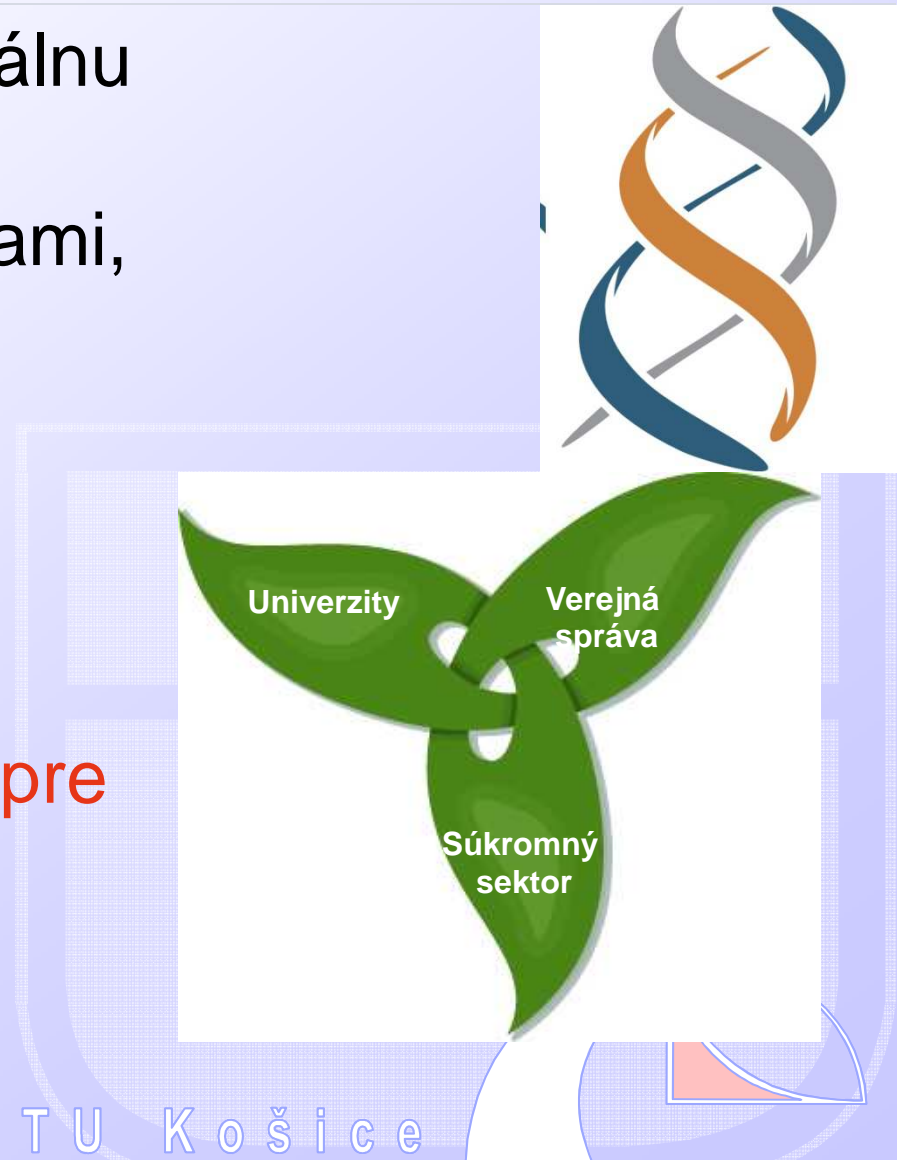 álnu
ami,
Univerzity
Verejná
správa
pre
Súkromný
sektor
TU Košice